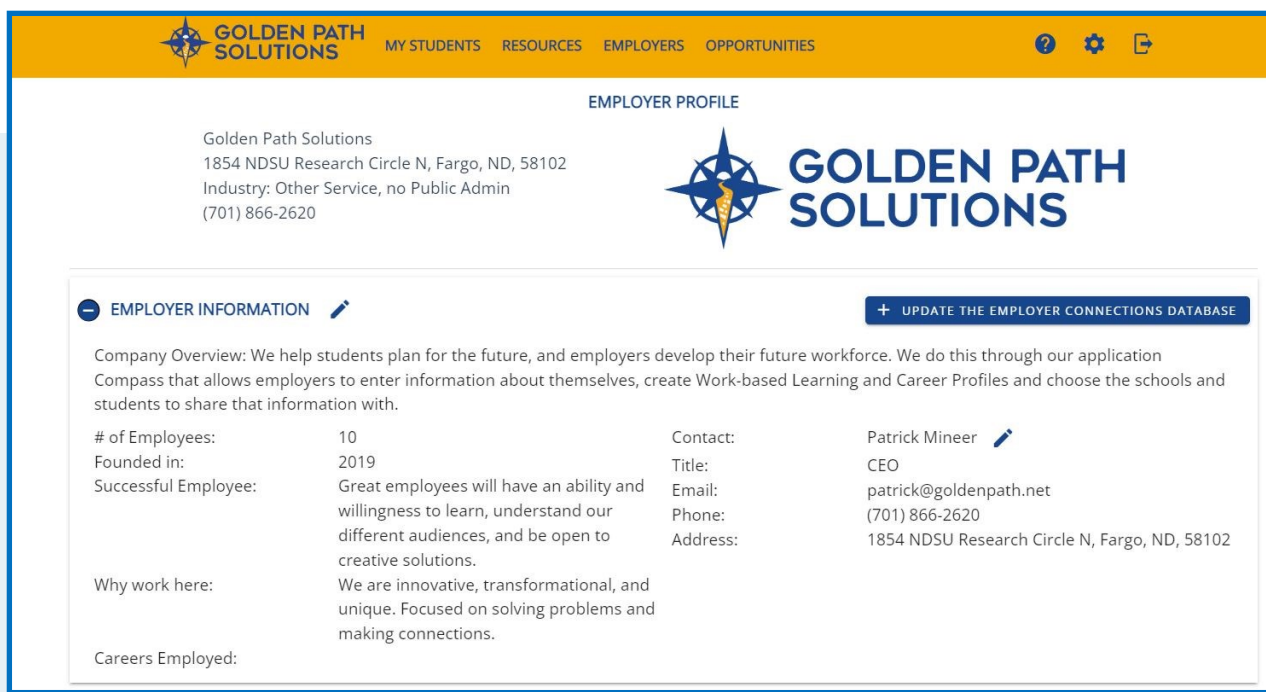 GOLDEN PATH
SOLUTIONS
MY STUDENTS RESOURCES EMPLOYERS OPPORTUNITIES
EMPLOYER PROFILE
Golden Path Solutions
1854 NDSU Research Circle N, Fargo, ND, 58102
Industry: Other Service, no Public Admin
(701) 866-2620
GOLDEN PATH
SOLUTIONS
EMPLOYER INFORMATION
+ UPDATE THE EMPLOYER CONNECTIONS DATABASE
Company Overview: We help students plan for the future, and employers develop their future workforce. We do this through our application
Compass that allows employers to enter information about themselves, create Work-based Learning and Career Profiles and choose the schools and
students to share that information with.
# of Employees: 10
Founded in: 2019
Successful Employee: Great employees will have an ability and
willingness to learn, understand our
different audiences, and be open to
creative solutions.
Why work here: We are innovative, transformational, and
unique. Focused on solving problems and
making connections.
Careers Employed:
Contact: Patrick Mineer
Title: CEO
Email: patrick@goldenpath.net
Phone: (701) 866-2620
Address: 1854 NDSU Research Circle N, Fargo, ND, 58102